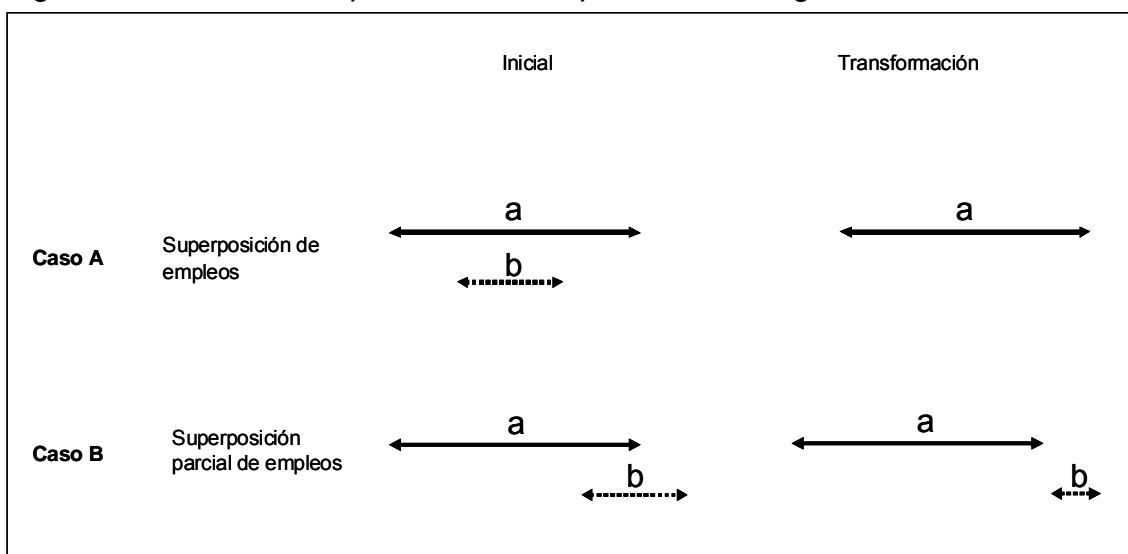 Inicial Transformación
a a
Caso A Superposición de
empleos
b
a a
Caso B Superposición
parcial de empleos
b b